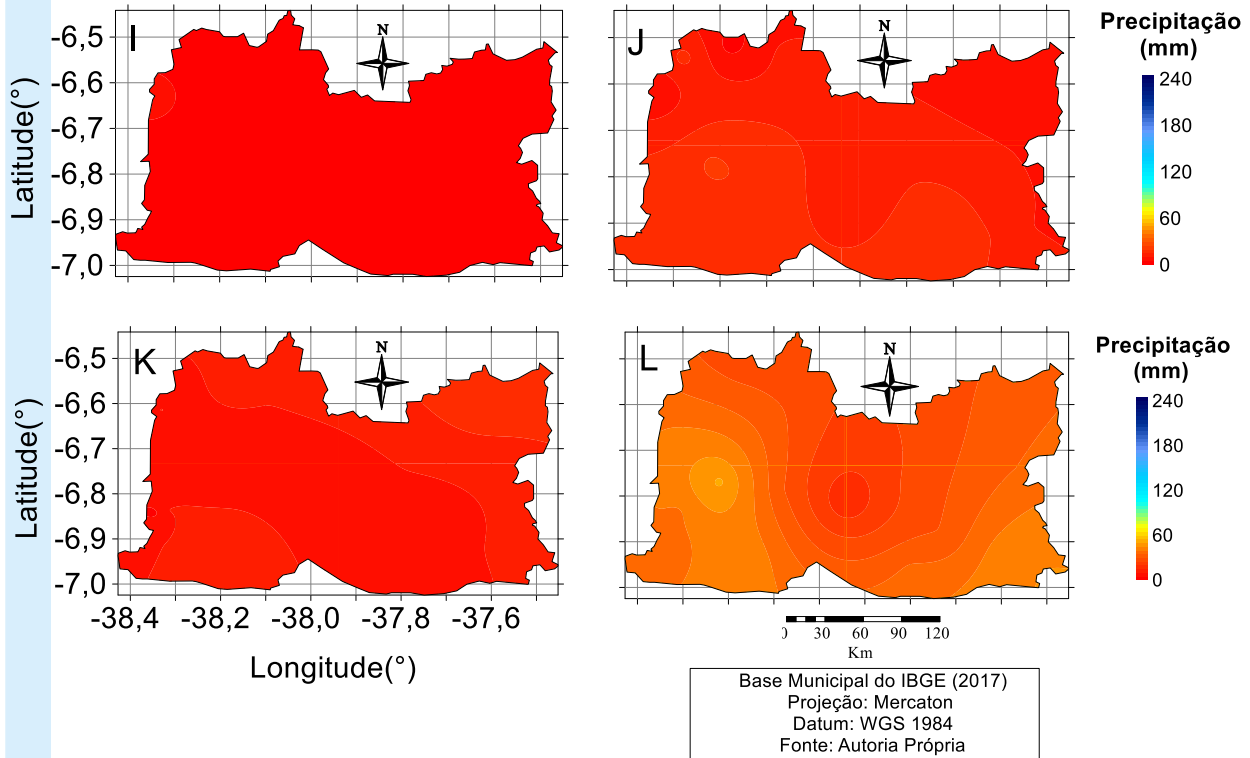 I
N
-6,5
-6,6
-6,7
-6,8
-6,9
-7,0
Latitude(°)
J
N
Precipitação
(mm)
240
180
120
60
0
K
N
-6,5
-6,6
-6,7
-6,8
-6,9
-7,0
Latitude(°)
-38,4 -38,2 -38,0 -37,8 -37,6
Longitude(°)
L
N
Precipitação
(mm)
240
180
120
60
0
0 30 60 90 120
Km
Base Municipal do IBGE (2017)
Projeção: Mercaton
Datum: WGS 1984
Fonte: Autoria Própria